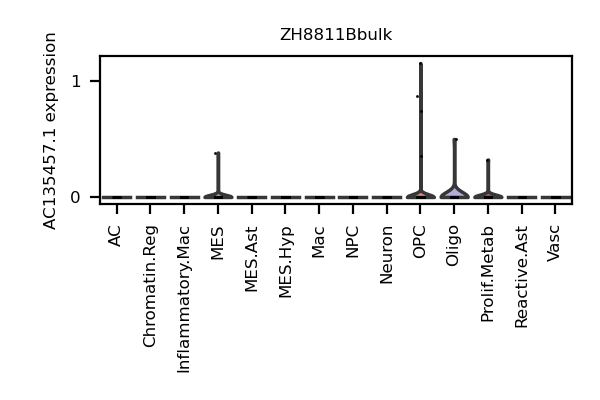 ZH8811Bbulk
AC135457.1 expression
1
0
AC
Chromatin.Reg
Inflammatory.Mac
MES
MES.Ast
MES.Hyp
Mac
NPC
Neuron
OPC
Oligo
Prolif.Metab
Reactive.Ast
Vasc